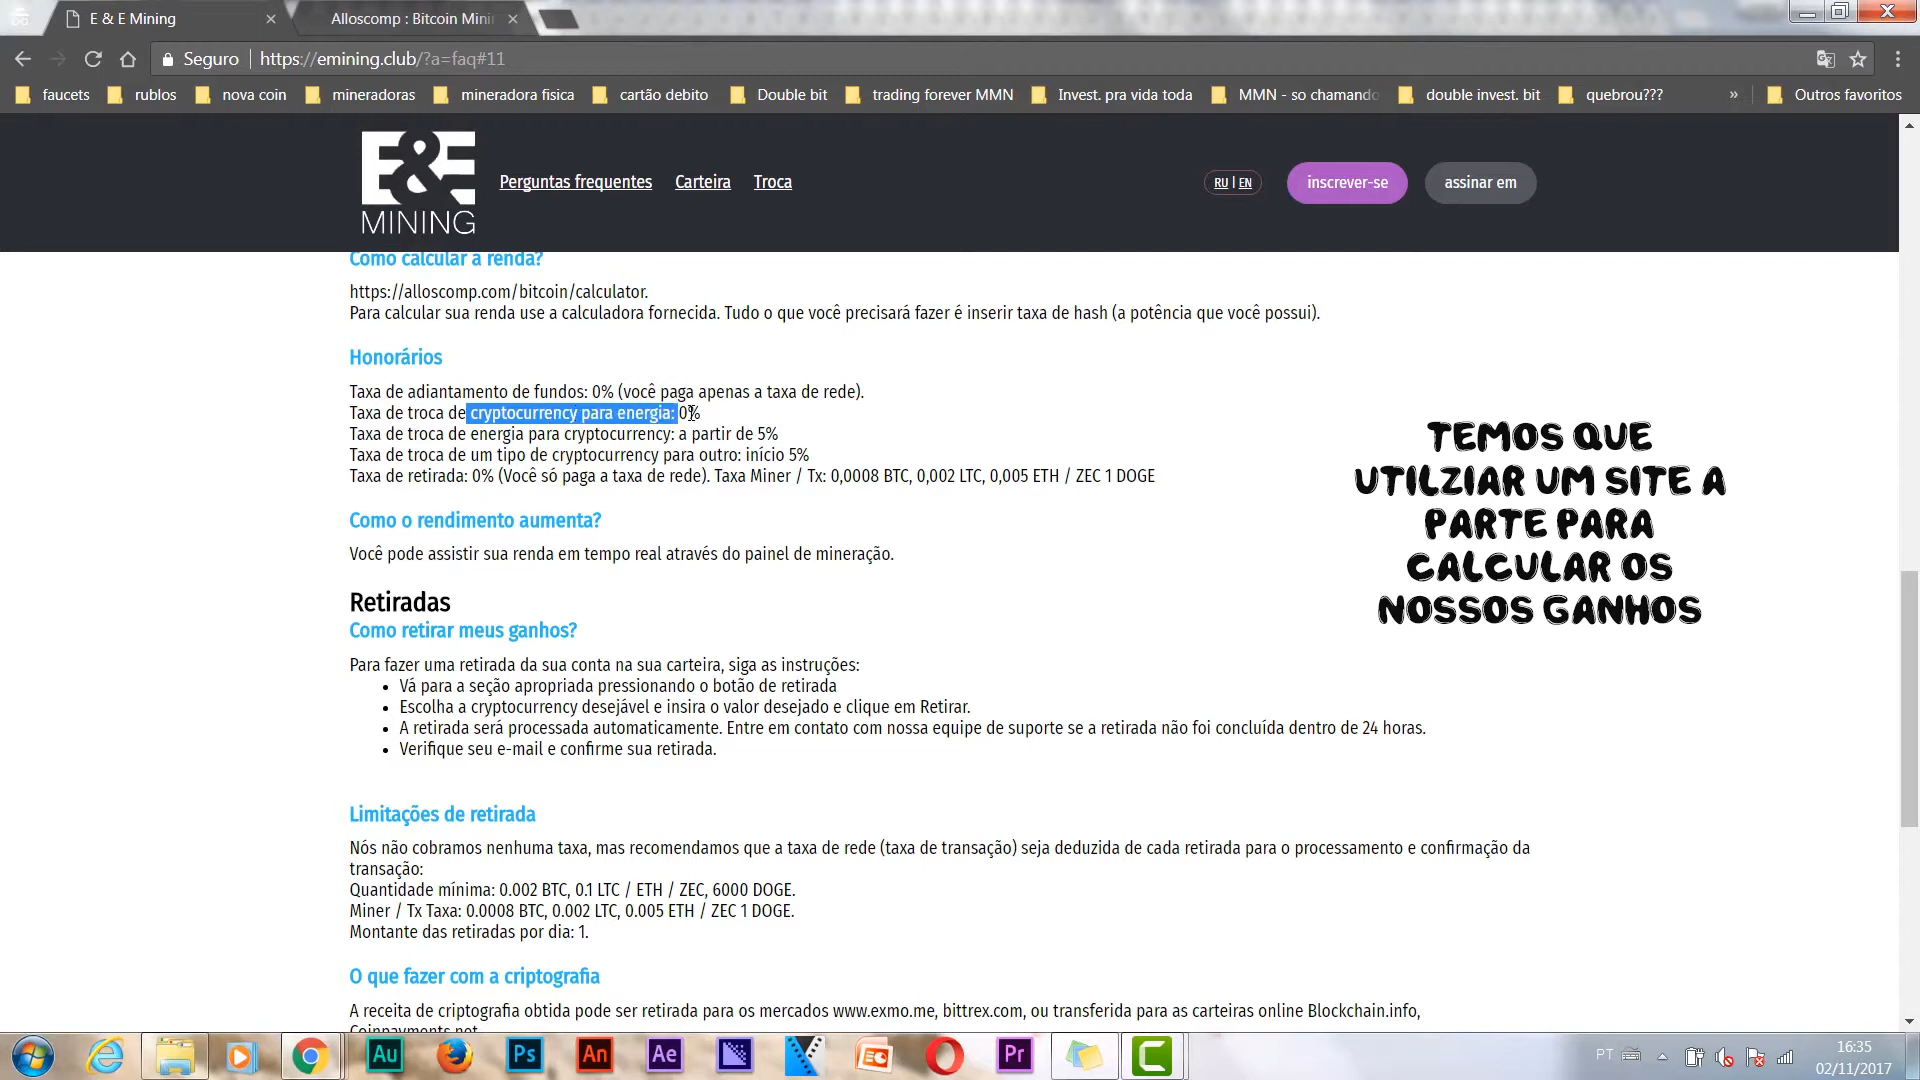 E & E Mining
Alloscomp : Bitcoin Mini
Seguro https://emining.club/?a=faq#11
faucets rublos nova coin mineradoras mineradora fisica cartão debito Double bit trading forever MMN Invest. pra vida toda MMN - so chamando double invest. bit quebrou??? » Outros favoritos
E&E
MINING
Perguntas frequentes Carteira Troca RU | EN inscrever-se assinar em
Como calcular a renda?
https://alloscomp.com/bitcoin/calculator.
Para calcular sua renda use a calculadora fornecida. Tudo o que você precisará fazer é inserir taxa de hash (a potência que você possui).
Honorários
Taxa de adiantamento de fundos: 0% (você paga apenas a taxa de rede).
Taxa de troca de cryptocurrency para energia: 0%
Taxa de troca de energia para cryptocurrency: a partir de 5%
Taxa de troca de um tipo de cryptocurrency para outro: início 5%
Taxa de retirada: 0% (Você só paga a taxa de rede). Taxa Miner / Tx: 0,0008 BTC, 0,002 LTC, 0,005 ETH / ZEC 1 DOGE
TEMOS QUE
UTILZIAR UM SITE A
PARTE PARA
CALCULAR OS
NOSSOS GANHOS
Como o rendimento aumenta?
Você pode assistir sua renda em tempo real através do painel de mineração.
Retiradas
Como retirar meus ganhos?
Para fazer uma retirada da sua conta na sua carteira, siga as instruções:
• Vá para a seção apropriada pressionando o botão de retirada
• Escolha a cryptocurrency desejável e insira o valor desejado e clique em Retirar.
• A retirada será processada automaticamente. Entre em contato com nossa equipe de suporte se a retirada não foi concluída dentro de 24 horas.
• Verifique seu e-mail e confirme sua retirada.
Limitações de retirada
Nós não cobramos nenhuma taxa, mas recomendamos que a taxa de rede (taxa de transação) seja deduzida de cada retirada para o processamento e confirmação da
transação:
Quantidade mínima: 0.002 BTC, 0.1 LTC / ETH / ZEC, 6000 DOGE.
Miner / Tx Taxa: 0.0008 BTC, 0.002 LTC, 0.005 ETH / ZEC 1 DOGE.
Montante das retiradas por dia: 1.
O que fazer com a criptografia
A receita de criptografia obtida pode ser retirada para os mercados www.exmo.me, bittrex.com, ou transferida para as carteiras online Blockchain.info,
Coinpayments.net
Au Ps An Ae Pr
PT
16:35
02/11/2017